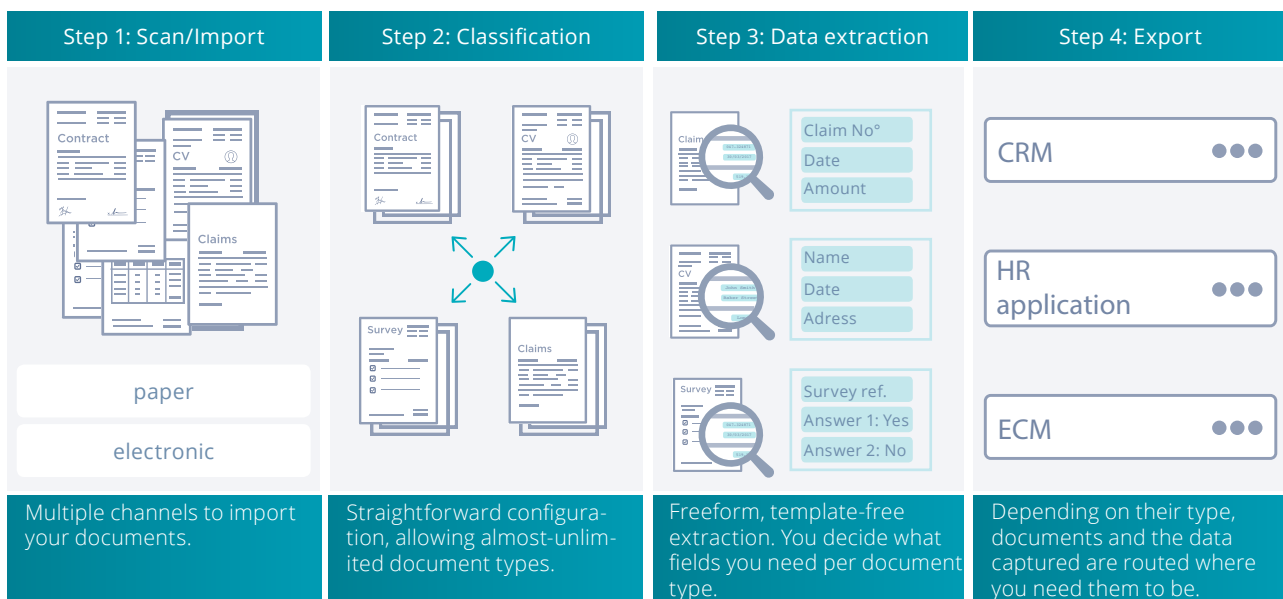 Step 1: Scan/Import
Contract
CV
Claims
paper
electronic
Multiple channels to import
your documents.
Step 2: Classification
Contract
CV
Survey
Claims
Straightforward configura-
tion, allowing almost-unlim-
ited document types.
Step 3: Data extraction
Claim
Claim No°
Date
Amount
CV
John Smith
Name
Date
Adress
Survey
Survey ref.
Answer 1: Yes
Answer 2: No
Freeform, template-free
extraction. You decide what
fields you need per document
type.
Step 4: Export
CRM
HR
application
ECM
Depending on their type,
documents and the data
captured are routed where
you need them to be.